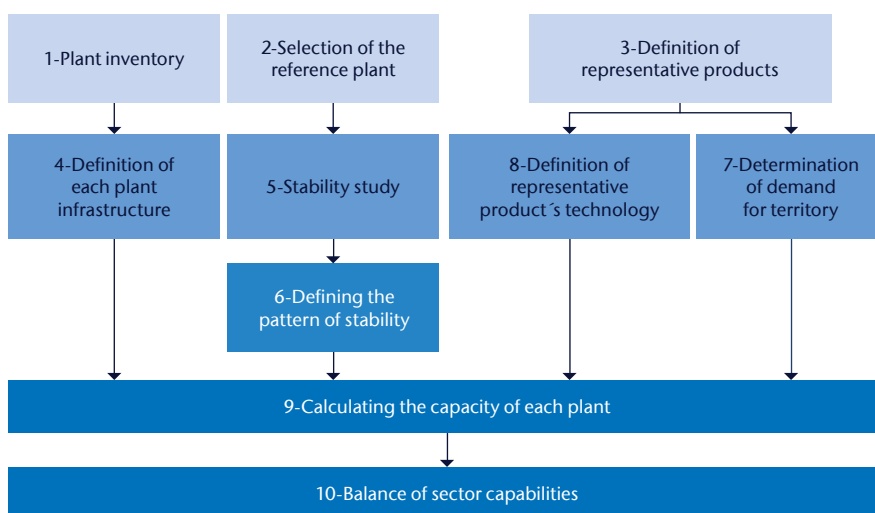 1-Plant inventory
2-Selection of the
reference plant
3-Definition of
representative products
4-Definition of
each plant
infrastructure
5-Stability study
8-Definition of
representative
product´s technology
7-Determination
of demand
for territory
6-Defining the
pattern of stability
9-Calculating the capacity of each plant
10-Balance of sector capabilities